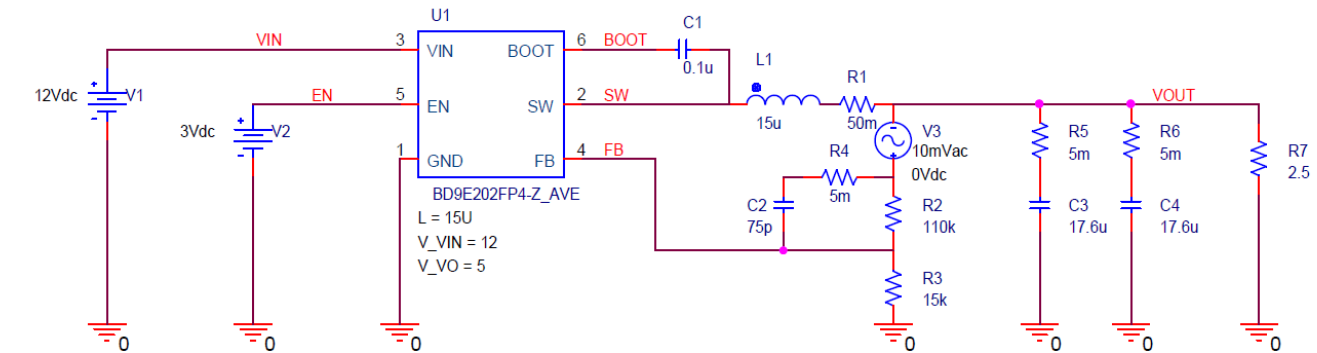 U1
C1
VIN
3
VIN
BOOT
6
BOOT
0.1u
L1
12Vdc
V1
EN
5
EN
SW
2
SW
R1
VOUT
15u
50m
3Vdc
V2
V3
R5
R6
10mVac
5m
5m
R7
1
GND
FB
4
FB
R4
2.5
0Vdc
BD9E202FP4-Z_AVE
5m
L = 15U
C2
R2
C3
C4
75p
110k
17.6u
17.6u
V_VIN = 12
V_VO = 5
R3
15k
0
0
0
0
0
0
0